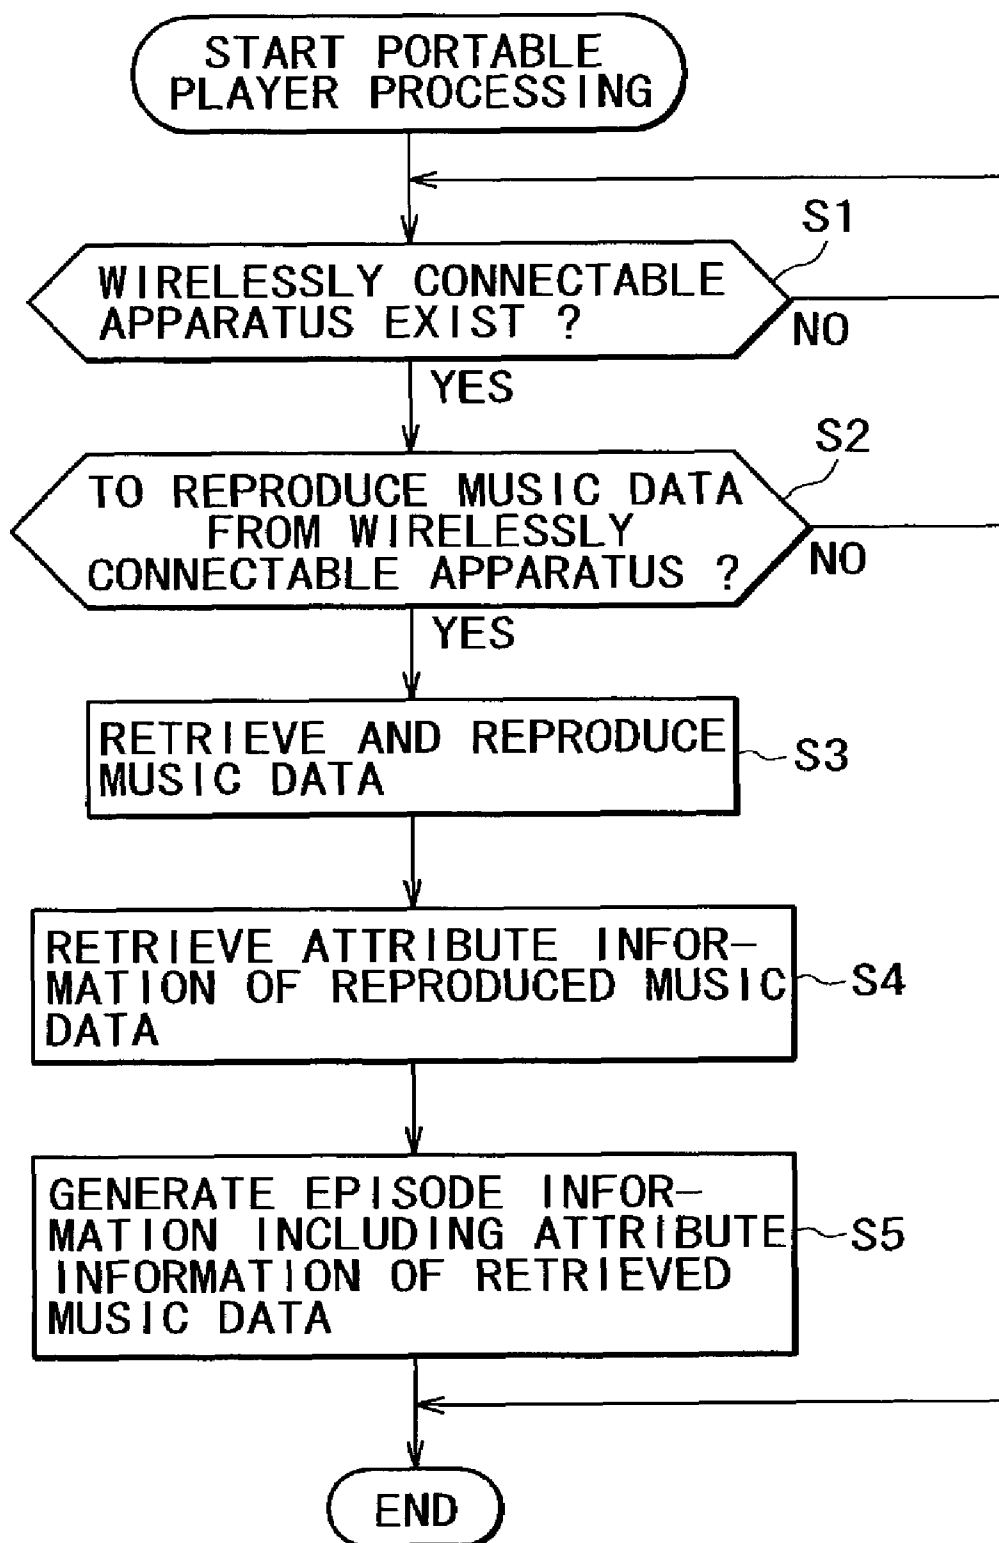 START PORTABLE
PLAYER PROCESSING
S1
WIRELESSLY CONNECTABLE
APPARATUS EXIST ?
NO
YES
S2
TO REPRODUCE MUSIC DATA
FROM WIRELESSLY
CONNECTABLE APPARATUS ?
NO
YES
RETRIEVE AND REPRODUCE
MUSIC DATA
S3
RETRIEVE ATTRIBUTE INFOR-
MATION OF REPRODUCED MUSIC
DATA
S4
GENERATE EPISODE INFOR-
MATION INCLUDING ATTRIBUTE
INFORMATION OF RETRIEVED
MUSIC DATA
S5
END